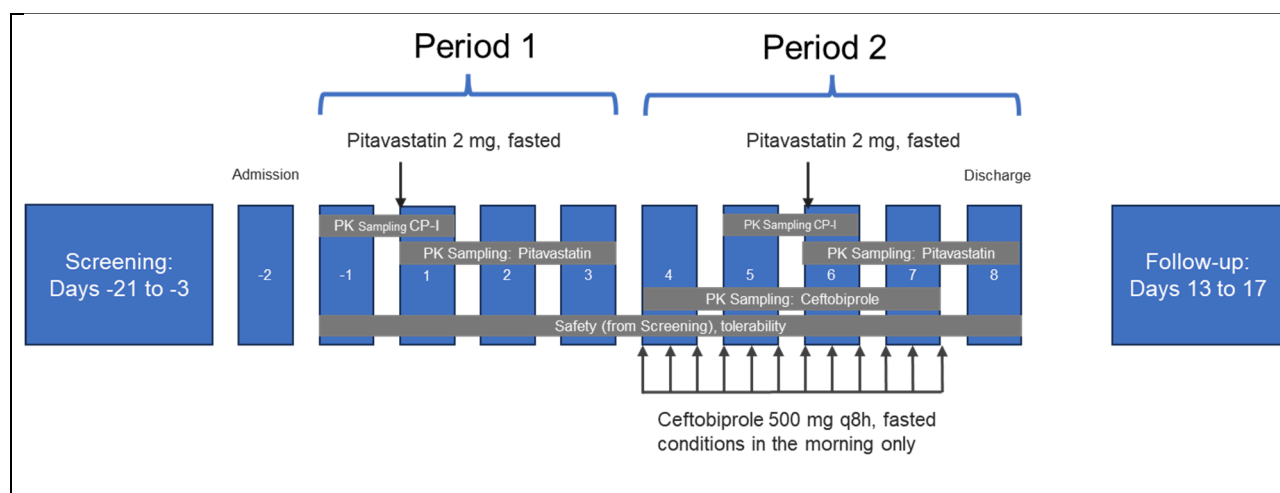 Period 1
Period 2
Pitavastatin 2 mg, fasted
Pitavastatin 2 mg, fasted
Admission
Discharge
Screening:
Days -21 to -3
-2
-1
1
2
3
4
5
6
7
8
PK Sampling CP-I
PK Sampling CP-I
PK Sampling: Pitavastatin
PK Sampling: Pitavastatin
PK Sampling: Ceftobiprole
Safety (from Screening), tolerability
Follow-up:
Days 13 to 17
Ceftobiprole 500 mg q8h, fasted
conditions in the morning only